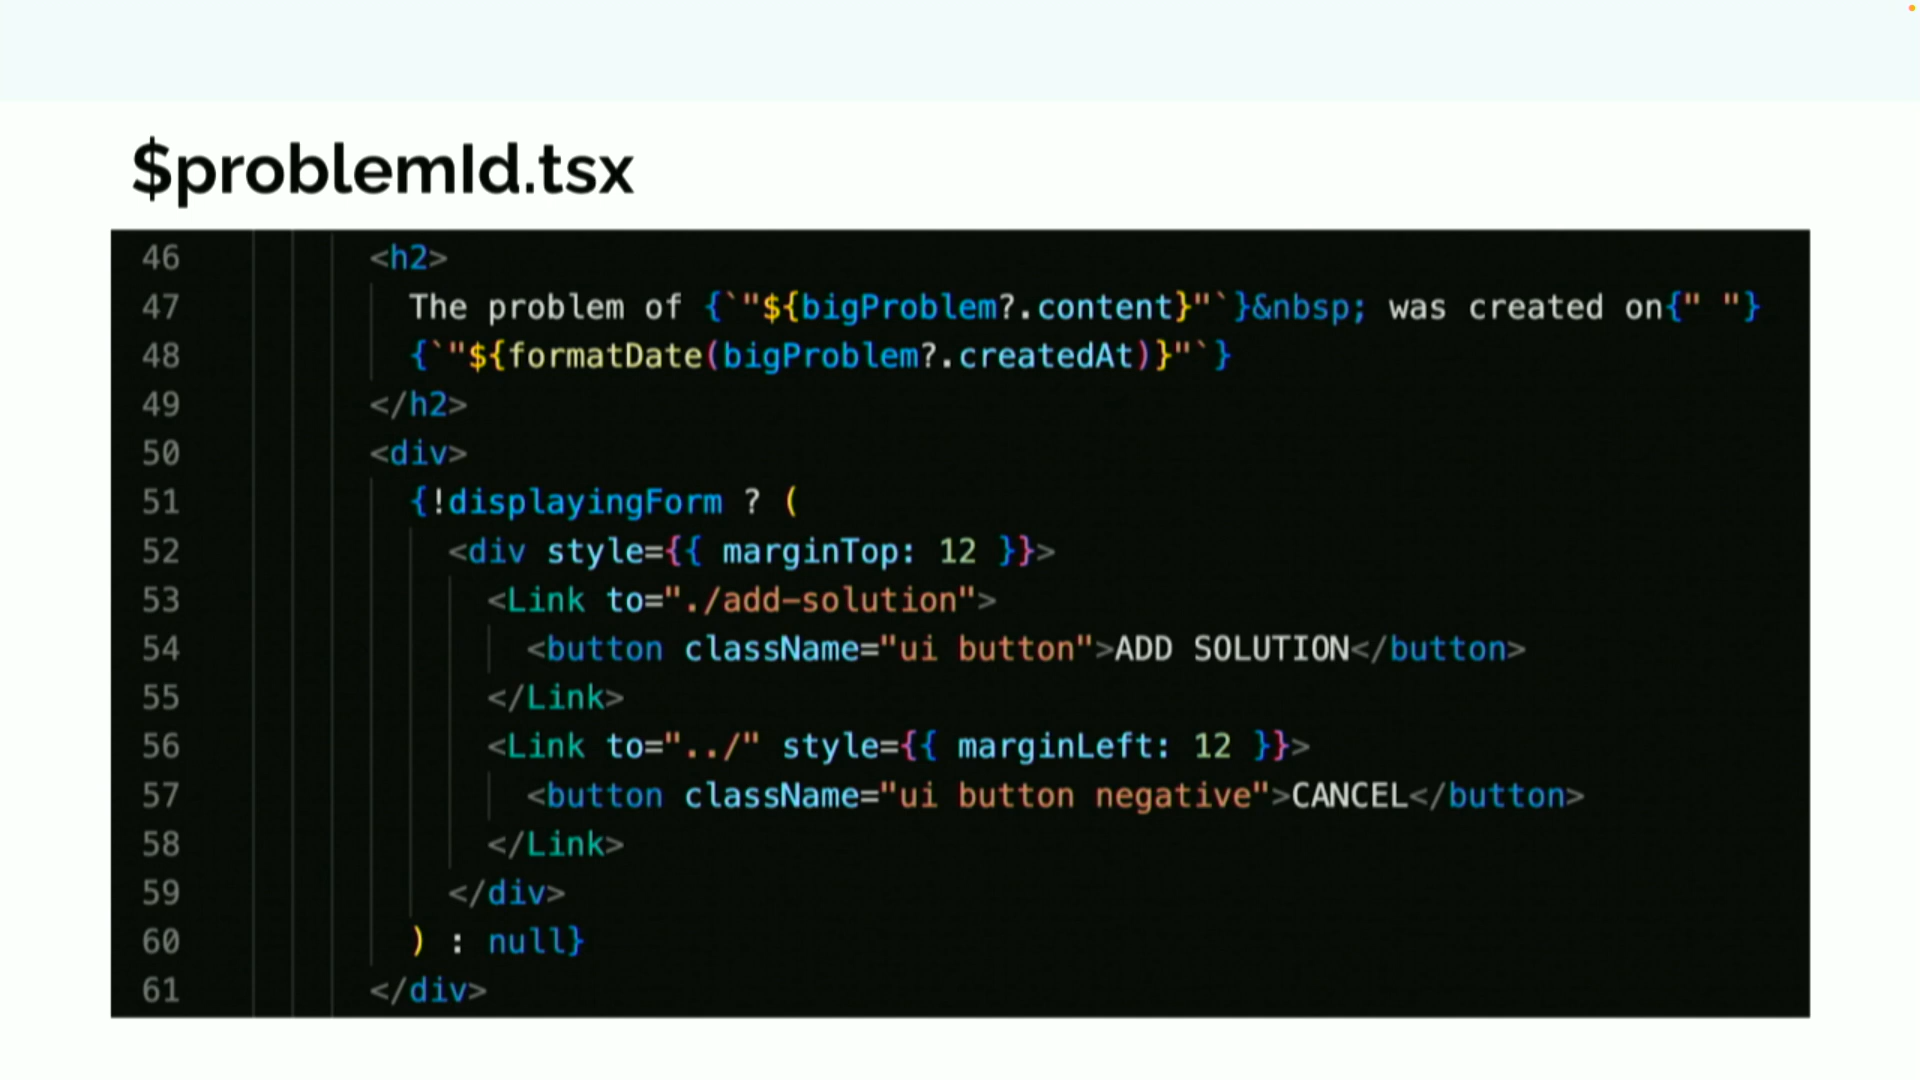 $problemId.tsx
46 <h2>
47 The problem of {`"${bigProblem?.content}"`}&nbsp; was created on{" "}
48 {`"${formatDate(bigProblem?.createdAt)}"`}
49 </h2>
50 <div>
51 {!displayingForm ? (
52 <div style={{ marginTop: 12 }}>
53 <Link to="./add-solution">
54 <button className="ui button">ADD SOLUTION</button>
55 </Link>
56 <Link to="../" style={{ marginLeft: 12 }}>
57 <button className="ui button negative">CANCEL</button>
58 </Link>
59 </div>
60 ) : null}
61 </div>